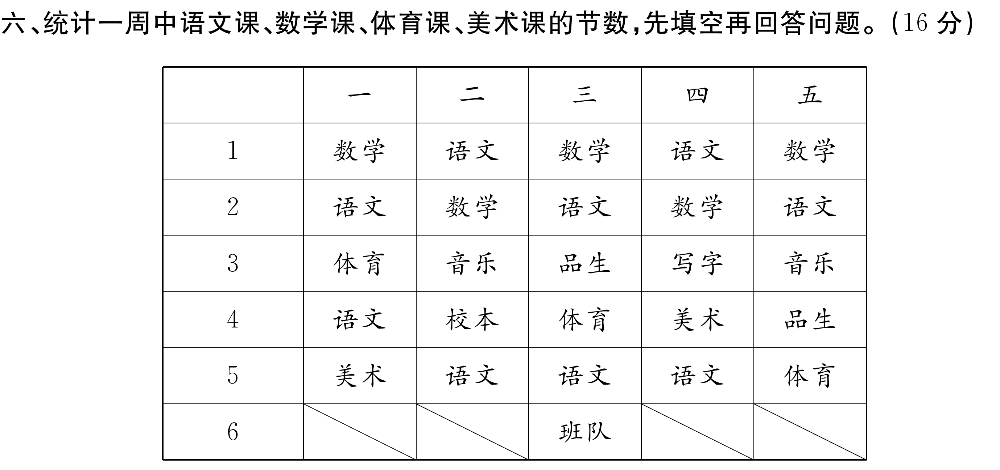 六、统计一周中语文课、数学课、体育课、美术课的节数,先填空再回答问题。(16分)
一 二 三 四 五
1 数学 语文 数学 语文 数学
2 语文 数学 语文 数学 语文
3 体育 音乐 品生 写字 音乐
4 语文 校本 体育 美术 品生
5 美术 语文 语文 语文 体育
6 班队